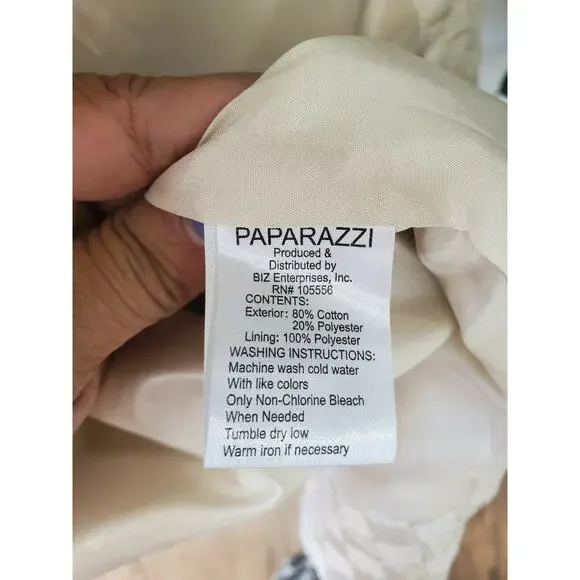 PAPARAZZI
Produced &
Distributed by
BIZ Enterprises, Inc.
RN# 105556
CONTENTS:
Exterior: 80% Cotton
20% Polyester
Lining: 100% Polyester
WASHING INSTRUCTIONS:
Machine wash cold water
With like colors
Only Non-Chlorine Bleach
When Needed
Tumble dry low
Warm iron if necessary